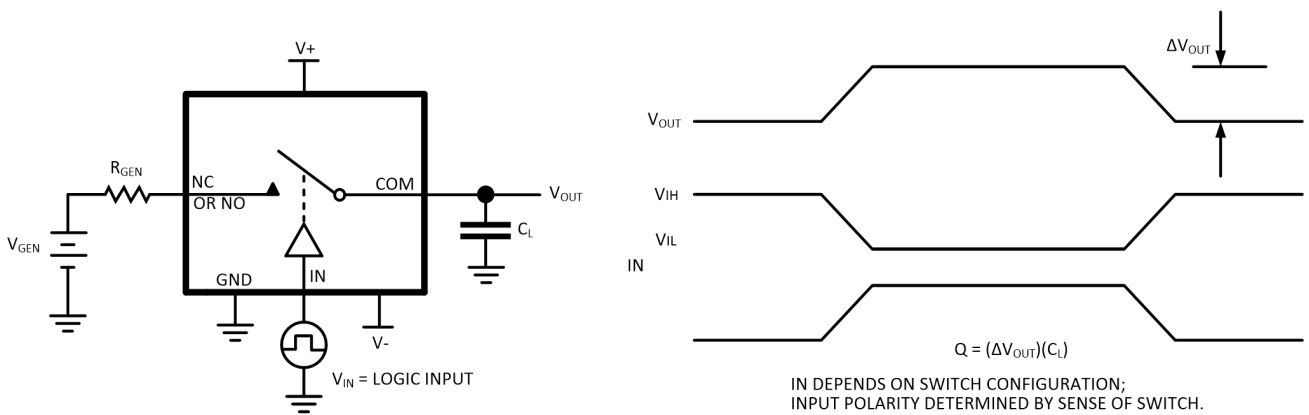 V+
RGEN
NC
OR NO
COM
VOUT
VGEN
CL
GND
IN
V-
VIN = LOGIC INPUT
ΔVOUT
VOUT
VIH
VIL
IN
Q = (ΔVOUT)(CL)
IN DEPENDS ON SWITCH CONFIGURATION;
INPUT POLARITY DETERMINED BY SENSE OF SWITCH.